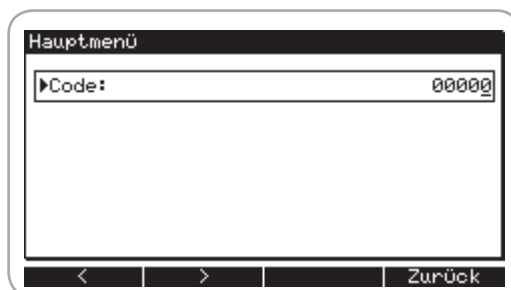 Hauptmenü
▶Code: 00000
< > Zurück